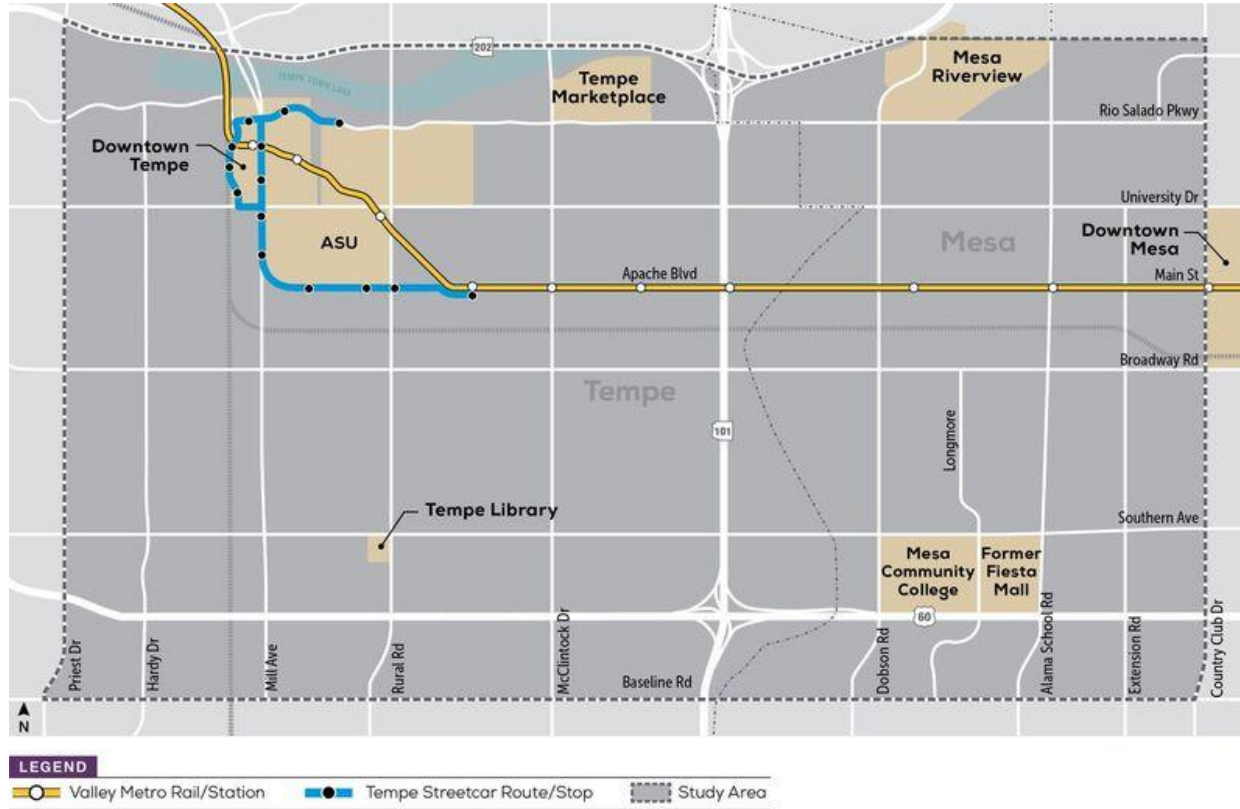 202
TEMPE TOWN LAKE
Tempe
Marketplace
Mesa
Riverview
Rio Salado Pkwy
Downtown
Tempe
University Dr
ASU
Mesa
Downtown
Mesa
Apache Blvd
Main St
Broadway Rd
Tempe
101
Longmore
Tempe Library
Southern Ave
Mesa
Community
College
Former
Fiesta
Mall
60
Priest Dr
Hardy Dr
Mill Ave
Rural Rd
McClintock Dr
Baseline Rd
Dobson Rd
Alama School Rd
Extension Rd
Country Club Dr
N
LEGEND
Valley Metro Rail/Station
Tempe Streetcar Route/Stop
Study Area